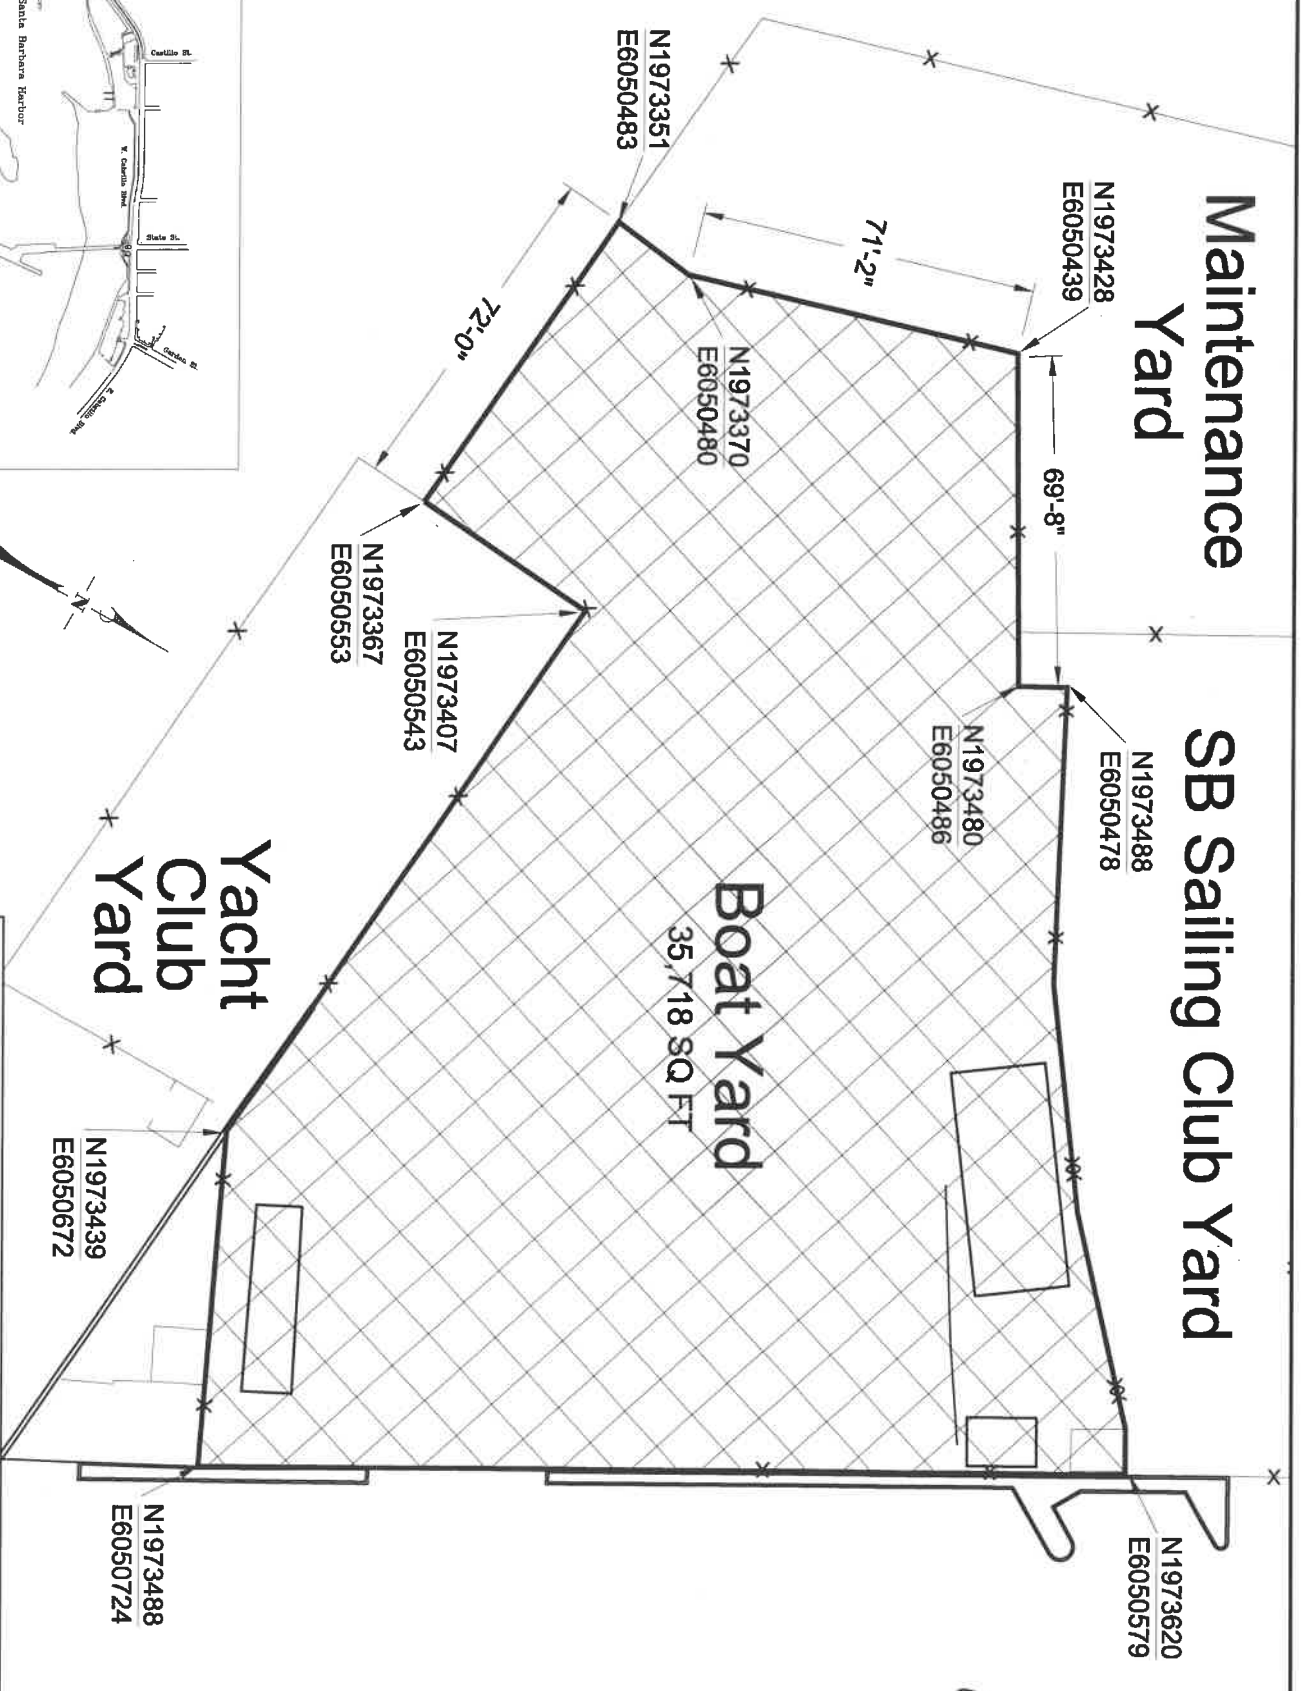 Maintenance
Yard
SB Sailing Club Yard
N1973428
E6050439
N1973488
E6050478
N1973620
E6050579
71'-2"
69'-8"
N1973480
E6050486
N1973351
E6050483
N1973370
E6050480
Boat Yard
35,718 SQ FT
72'-0"
N1973407
E6050543
N1973367
E6050553
Yacht
Club
Yard
N1973439
E6050672
N1973488
E6050724
Castillo St.
W. Cabrillo Blvd.
State St.
Garden St.
E. Cabrillo Blvd.
Santa Barbara Harbor
N